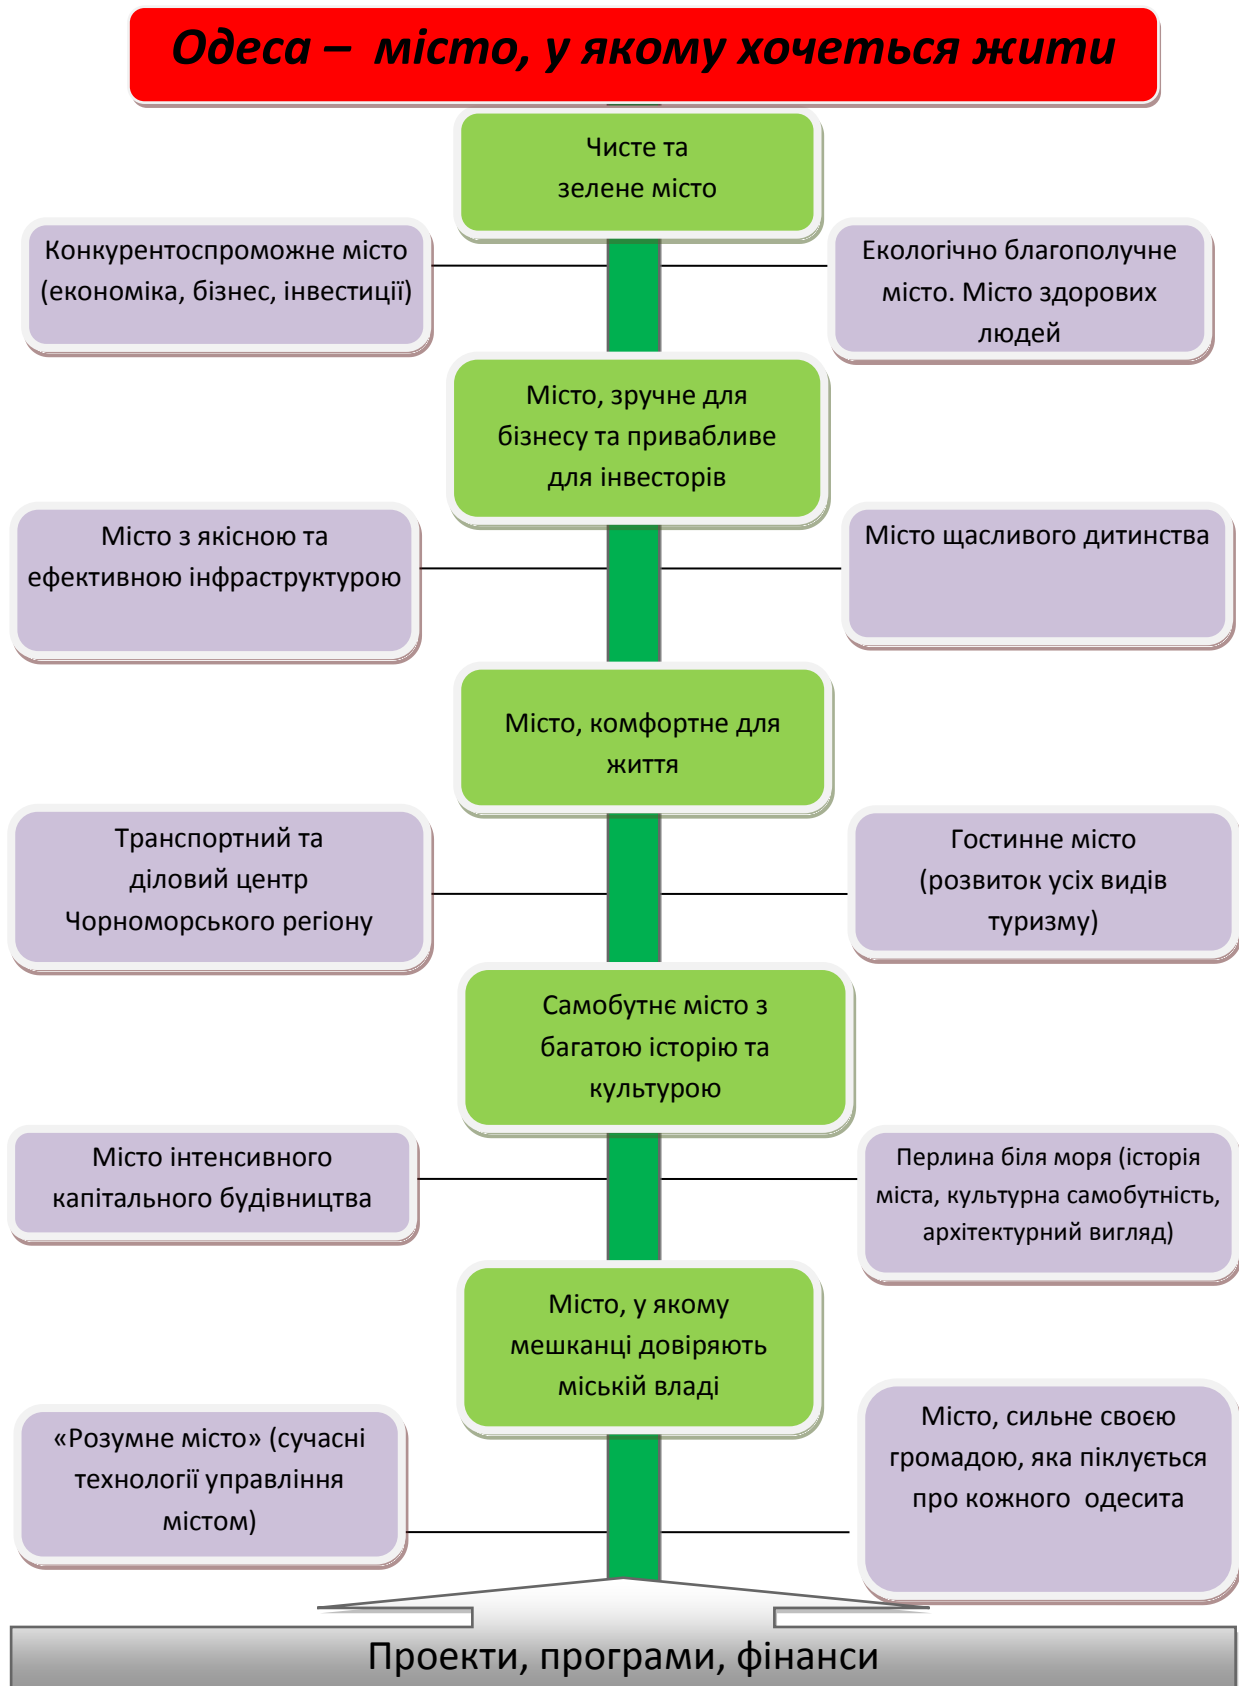 Одеса – місто, у якому хочеться жити
Чисте та
зелене місто
Конкурентоспроможне місто
(економіка, бізнес, інвестиції)
Екологічно благополучне
місто. Місто здорових
людей
Місто, зручне для
бізнесу та привабливе
для інвесторів
Місто з якісною та
ефективною інфраструктурою
Місто щасливого дитинства
Місто, комфортне для
життя
Транспортний та
діловий центр
Чорноморського регіону
Гостинне місто
(розвиток усіх видів
туризму)
Самобутнє місто з
багатою історію та
культурою
Місто інтенсивного
капітального будівництва
Перлина біля моря (історія
міста, культурна самобутність,
архітектурний вигляд)
Місто, у якому
мешканці довіряють
міській владі
«Розумне місто» (сучасні
технології управління
містом)
Місто, сильне своєю
громадою, яка піклується
про кожного одесита
Проекти, програми, фінанси